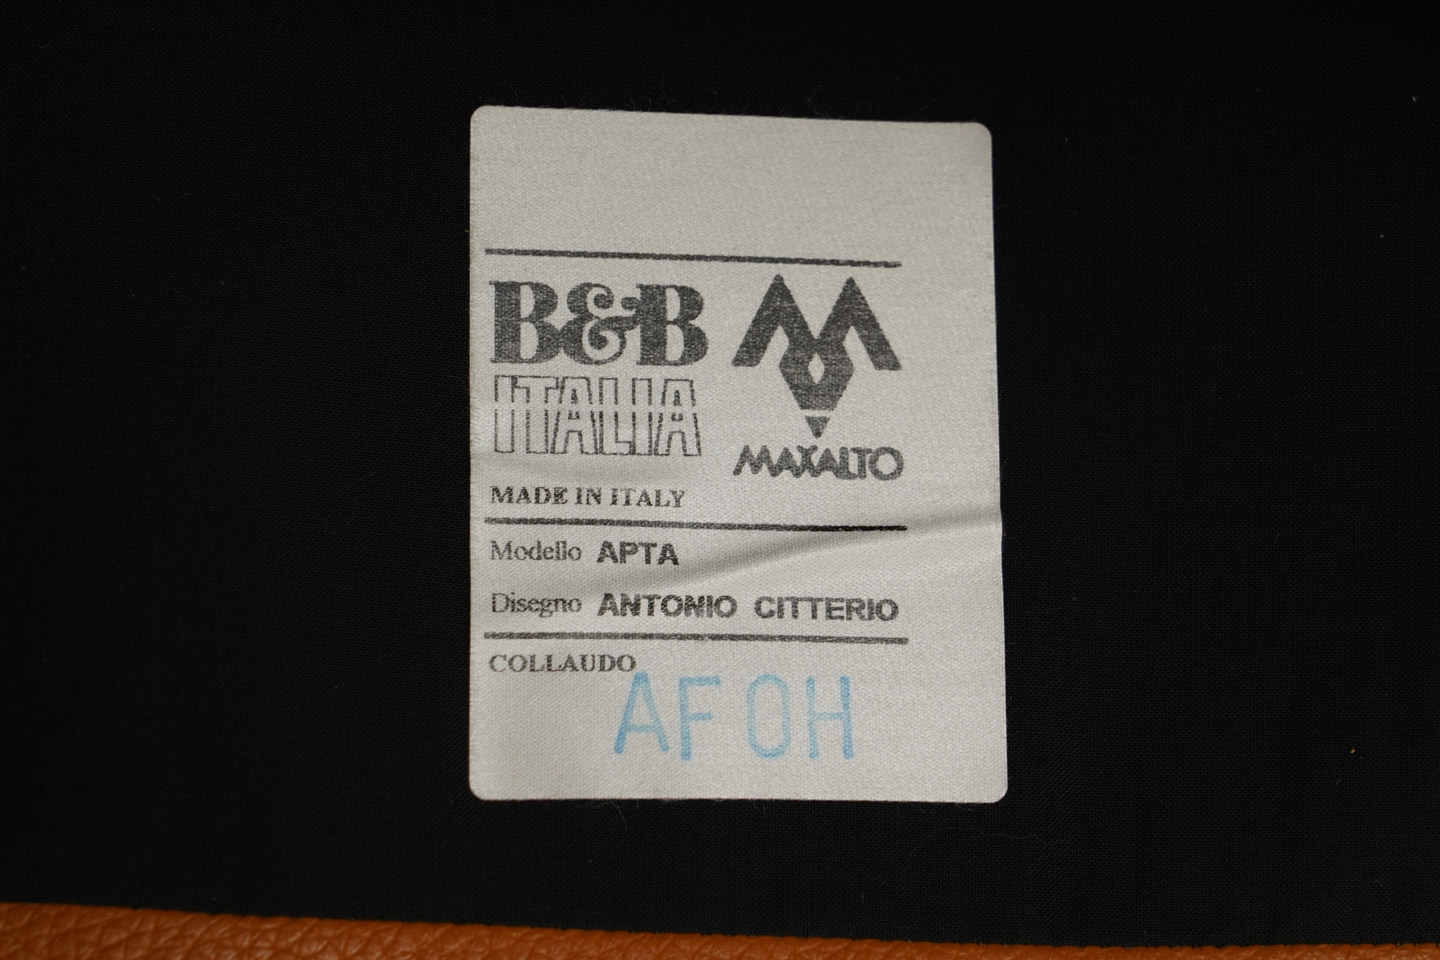 B&B
ITALIA
MAXALTO
MADE IN ITALY
Modello APTA
Disegno ANTONIO CITTERIO
COLLAUDO
AF OH